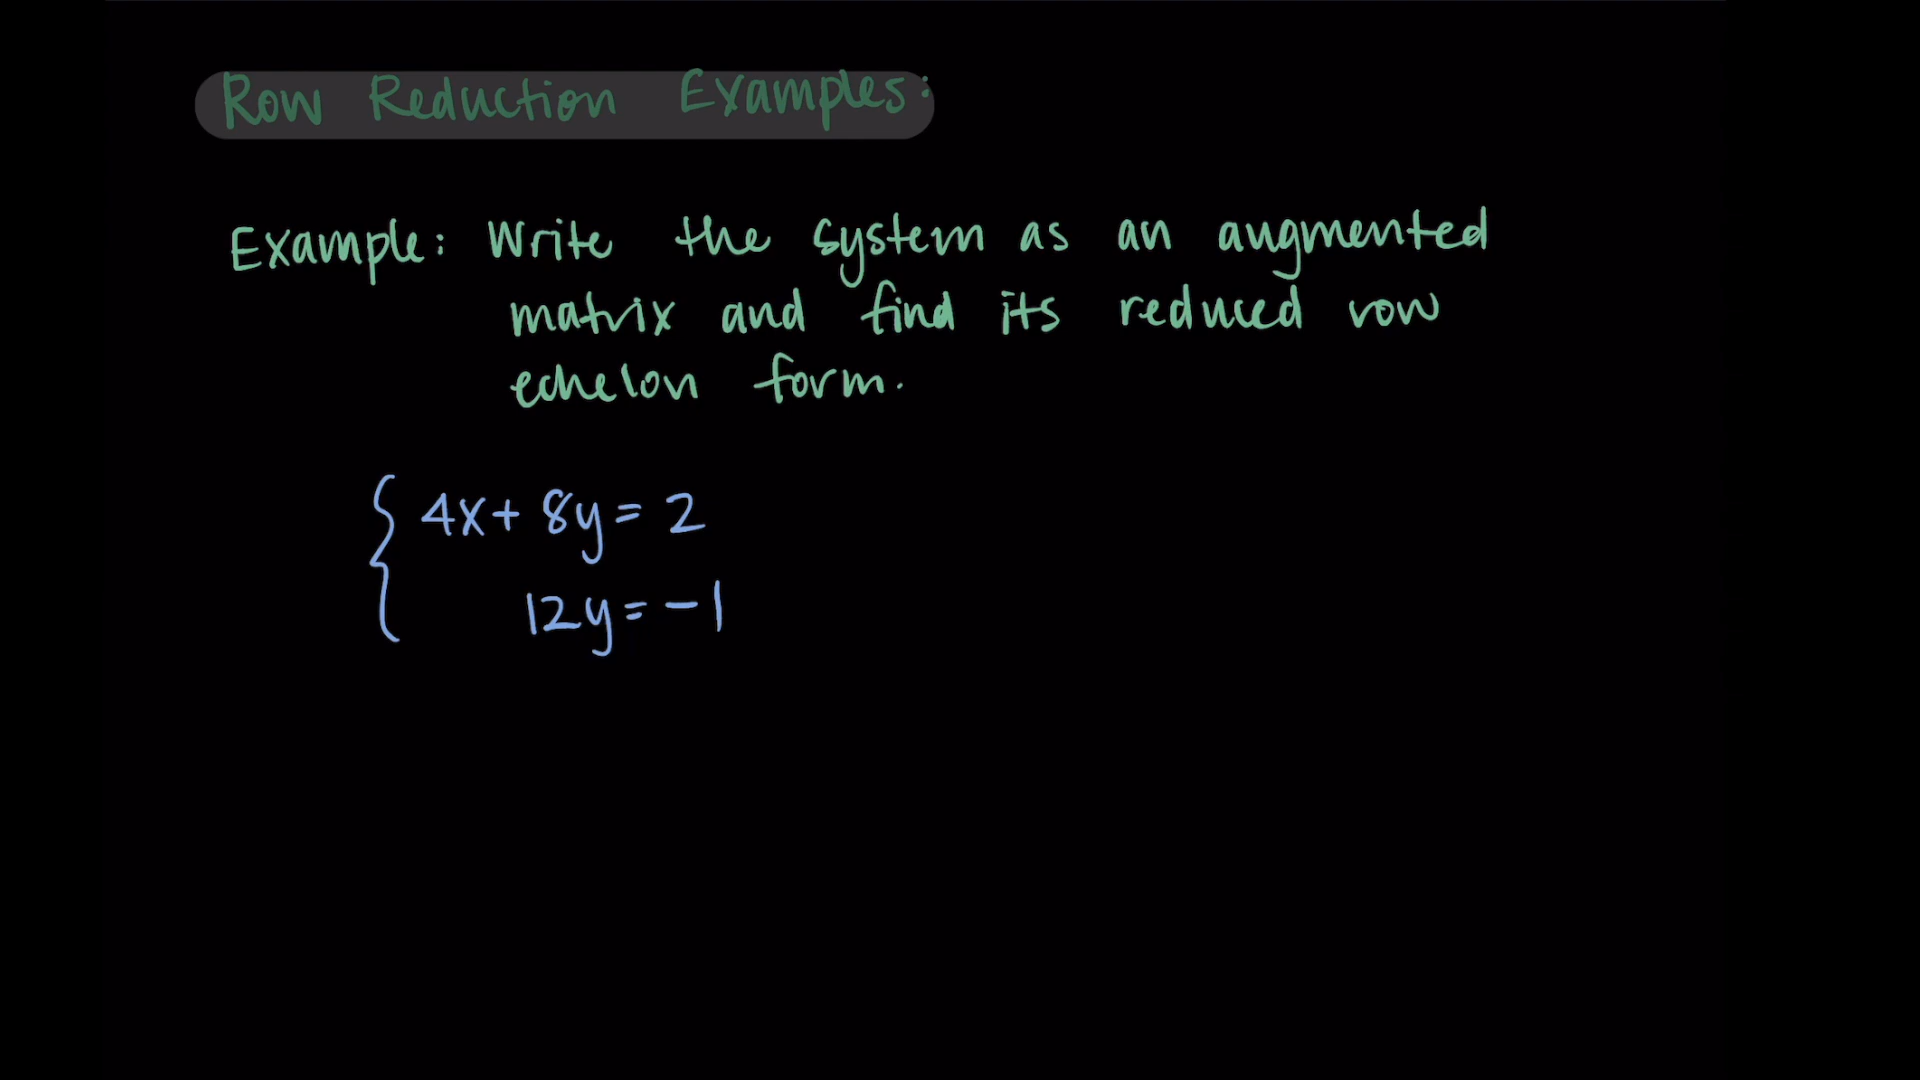 Row Reduction Examples:
Example: Write the system as an augmented
matrix and find its reduced row
echelon form.
4x + 8y = 2
12y = -1